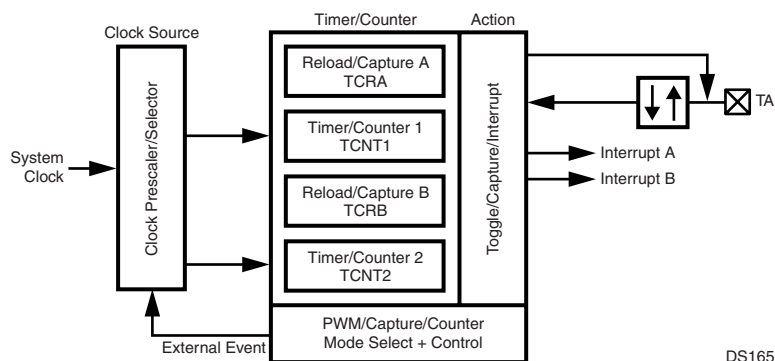 Timer/Counter
Action
Clock Source
Reload/Capture A
TCRA
Timer/Counter 1
TCNT1
Reload/Capture B
TCRB
Timer/Counter 2
TCNT2
System
Clock
Clock Prescaler/Selector
Toggle/Capture/Interrupt
TA
Interrupt A
Interrupt B
PWM/Capture/Counter
Mode Select + Control
External Event
DS165